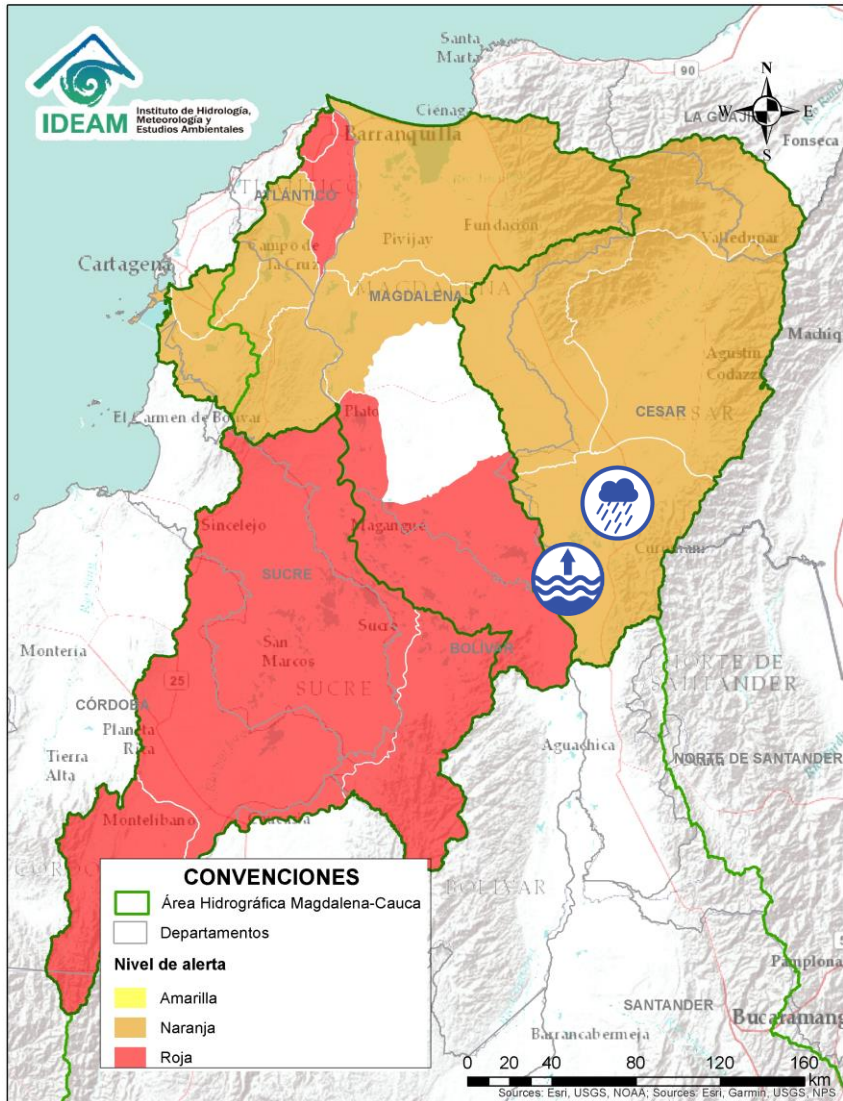 Santa
Marta
90
N
W
E
S
IDEAM
Instituto de Hidrología,
Meteorología y
Estudios Ambientales
Ciénaga
LA GUAJI
Fonseca
Barranquilla
ATLÁNTICO
Fundación
Valledupar
Campo de
la Cruz
Pivijay
Cartagena
MAGDALENA
MAGDALENA
Machiq
Agustín
Codazzi
El Carmen de Bolívar
Plato
CESAR
CESAR
Sincelejo
Magangué
Curumaní
SUCRE
Sucre
Montería
San
Marcos
BOLÍVAR
NORTE DE
SANTANDER
25
SUCRE
CÓRDOBA
Planeta
Rica
Aguachica
Tierra
Alta
NORTE DE SANTANDER
Montelíbano
Caucasia
CONVENCIONES
Área Hidrográfica Magdalena-Cauca
Departamentos
Nivel de alerta
Amarilla
Naranja
Roja
BOLÍVAR
Pamplona
SANTANDER
Bucaramang
Barrancabermeja
0 20 40 80 120 160
km
Sources: Esri, USGS, NOAA; Sources: Esri, Garmin, USGS, NPS